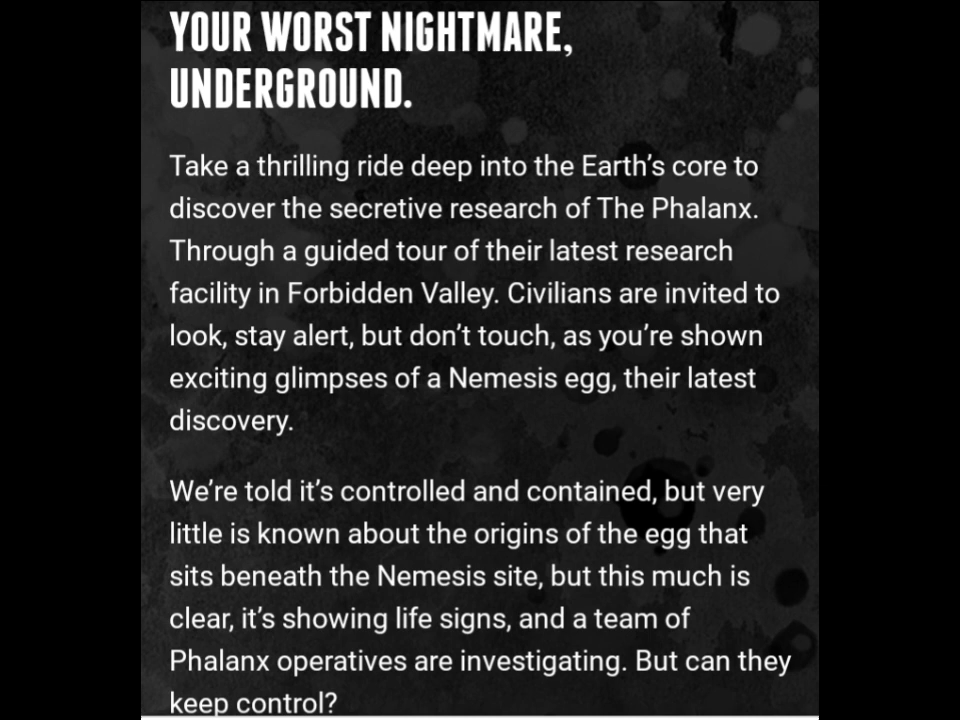 YOUR WORST NIGHTMARE,
UNDERGROUND.
Take a thrilling ride deep into the Earth’s core to
discover the secretive research of The Phalanx.
Through a guided tour of their latest research
facility in Forbidden Valley. Civilians are invited to
look, stay alert, but don’t touch, as you’re shown
exciting glimpses of a Nemesis egg, their latest
discovery.
We’re told it’s controlled and contained, but very
little is known about the origins of the egg that
sits beneath the Nemesis site, but this much is
clear, it’s showing life signs, and a team of
Phalanx operatives are investigating. But can they
keep control?